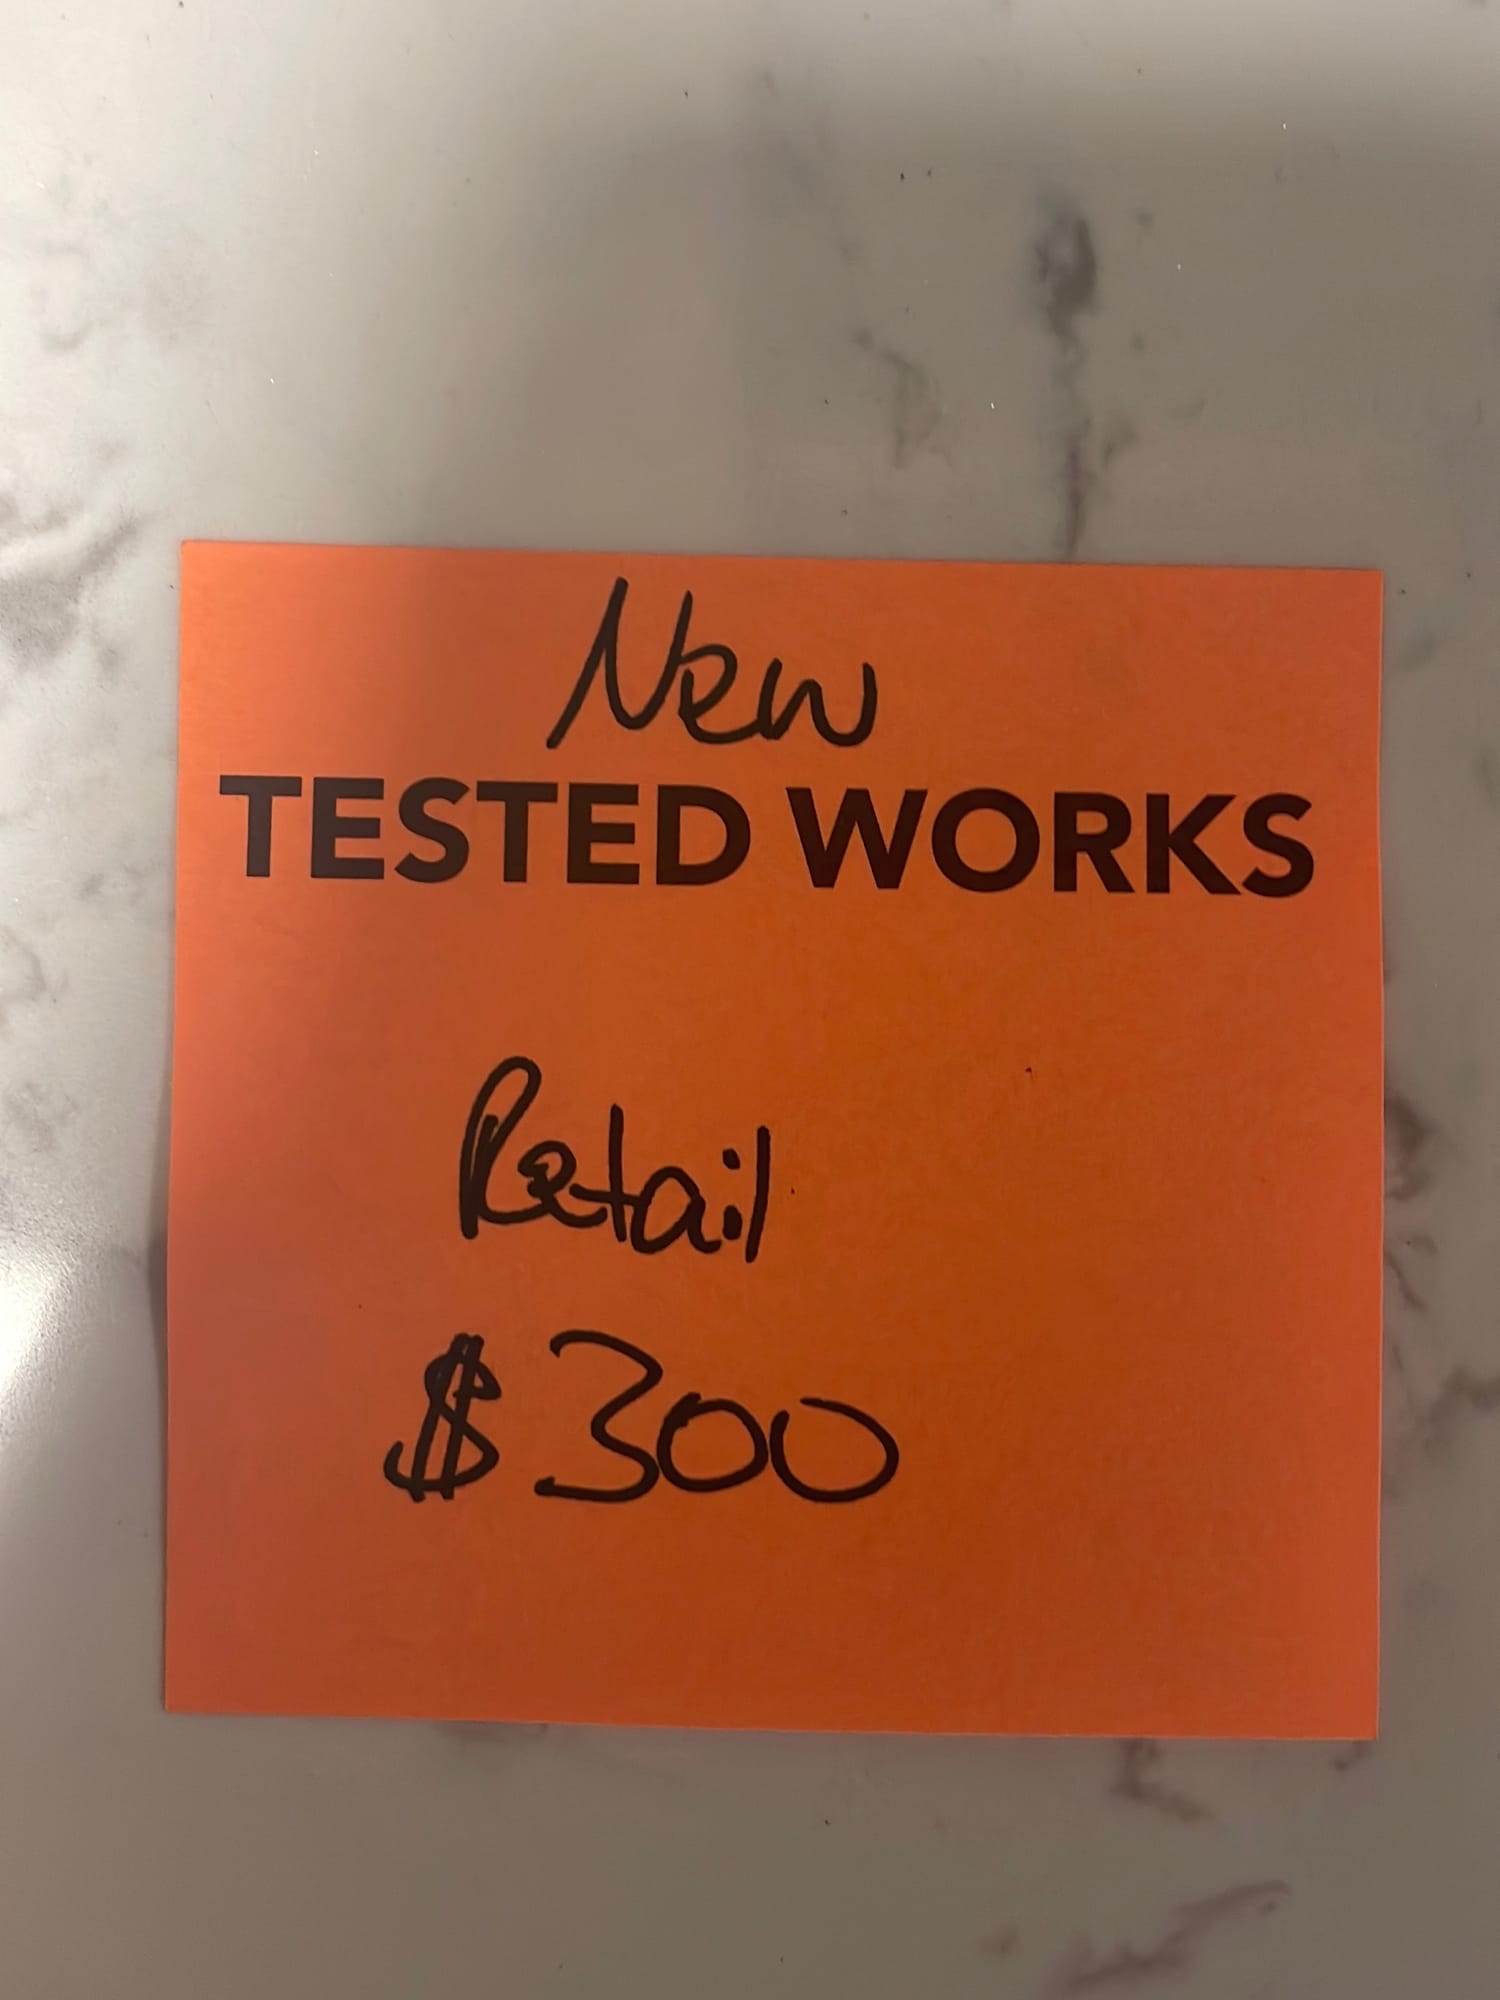 New
TESTED WORKS
Retail
$300